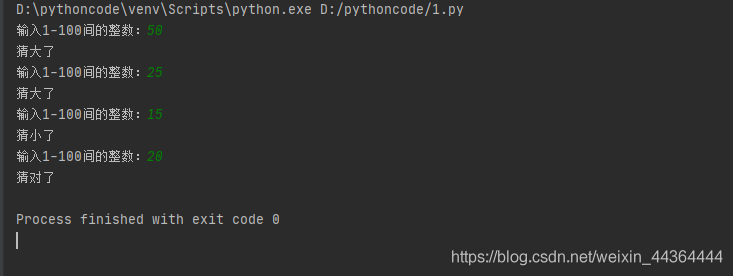 D:\pythoncode\venv\Scripts\python.exe D:/pythoncode/1.py
输入1-100间的整数：50
猜大了
输入1-100间的整数：25
猜大了
输入1-100间的整数：15
猜小了
输入1-100间的整数：20
猜对了
Process finished with exit code 0
https://blog.csdn.net/weixin_44364444